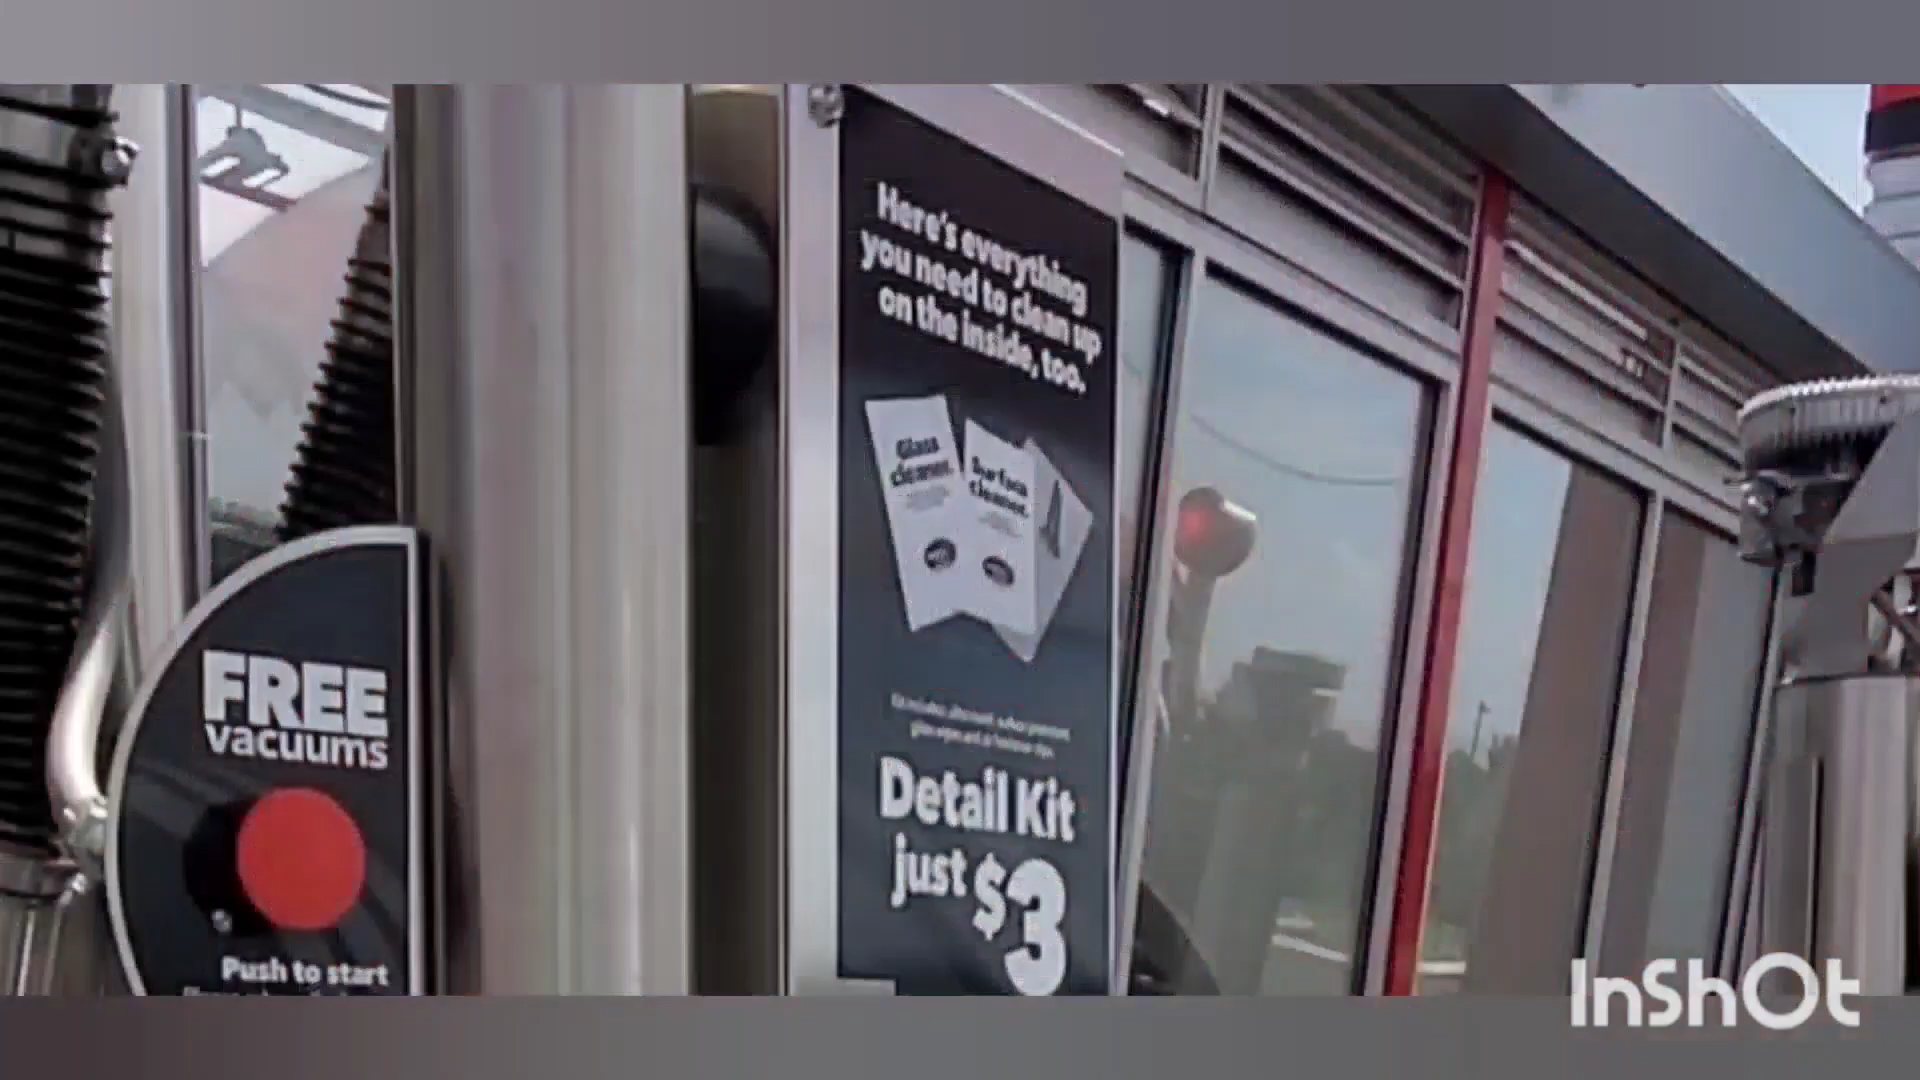 Here's everything
you need to clean up
on the inside, too.
Glass
cleaner.
Surface
cleaner.
Detail Kit
just $3
FREE
vacuums
Push to start
InShOt